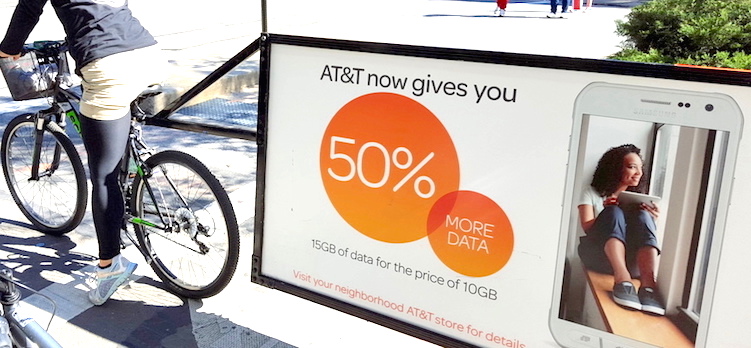 AT&T now gives you
50%
MORE
DATA
15GB of data for the price of 10GB
Visit your neighborhood AT&T store for details